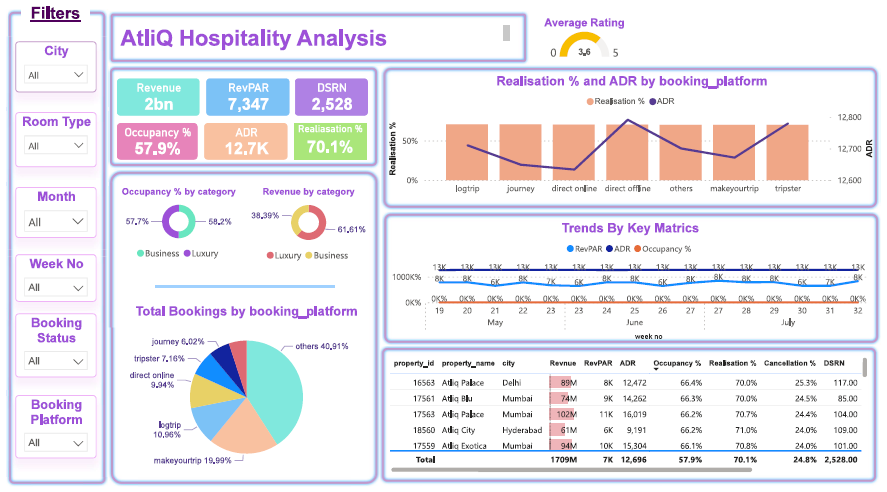 Filters
City
All
Room Type
All
Month
All
Week No
All
Booking
Status
All
Booking
Platform
All
AtliQ Hospitality Analysis
Average Rating
0 3.6 5
Revenue
2bn
RevPAR
7,347
DSRN
2,528
Occupancy %
57.9%
ADR
12.7K
Realiasation %
70.1%
Occupancy % by category
57.7% 58.2%
Business Luxury
Revenue by category
38.39% 61.61%
Luxury Business
Total Bookings by booking_platform
journey 6.02%
tripster 7.16%
direct online
9.94%
logtrip
10.96%
makeyourtrip 19.99%
others 40.91%
Realisation % and ADR by booking_platform
Realisation % ADR
Realisation %
50%
0%
12,800
12,700
12,600
ADR
logtrip journey direct online direct offline others makeyourtrip tripster
Trends By Key Matrics
RevPAR ADR Occupancy %
1000K%
0K%
13K 13K 13K 13K 13K 13K 13K 13K 13K 13K 13K 13K 13K 13K 13K 13K
8K 8K 6K 8K 7K 6K 8K 8K 6K 8K 8K 8K 8K 6K 7K 8K
0K% 0K% 0K% 0K% 0K% 0K% 0K% 0K% 0K% 0K% 0K% 0K% 0K% 0K% 0K% 0K%
19 20 21 22 23 23 24 25 26 27 27 28 29 30 31 32
May June July
week no
property_id property_name city Revnue RevPAR ADR Occupancy % Realisation % Cancellation % DSRN
16563 Atliq Palace Delhi 89M 8K 12,472 66.4% 70.0% 25.3% 117.00
17561 Atliq Blu Mumbai 74M 9K 14,262 66.3% 70.0% 24.5% 85.00
17563 Atliq Palace Mumbai 102M 11K 16,019 66.2% 70.7% 24.4% 104.00
18560 Atliq City Hyderabad 61M 6K 9,191 66.2% 71.0% 24.0% 109.00
17559 Atliq Exotica Mumbai 94M 10K 15,304 66.1% 70.8% 24.0% 101.00
Total 1709M 7K 12,696 57.9% 70.1% 24.8% 2,528.00